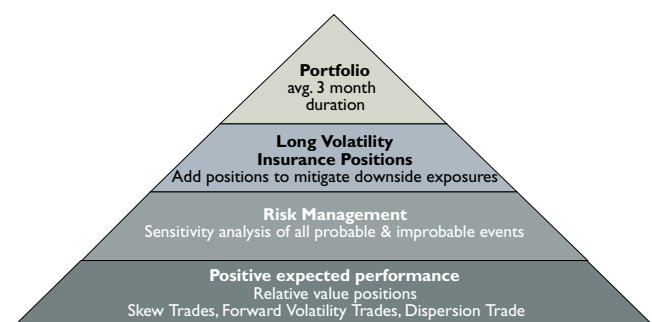 Portfolio
avg. 3 month
duration
Long Volatility
Insurance Positions
Add positions to mitigate downside exposures
Risk Management
Sensitivity analysis of all probable & improbable events
Positive expected performance
Relative value positions
Skew Trades, Forward Volatility Trades, Dispersion Trade